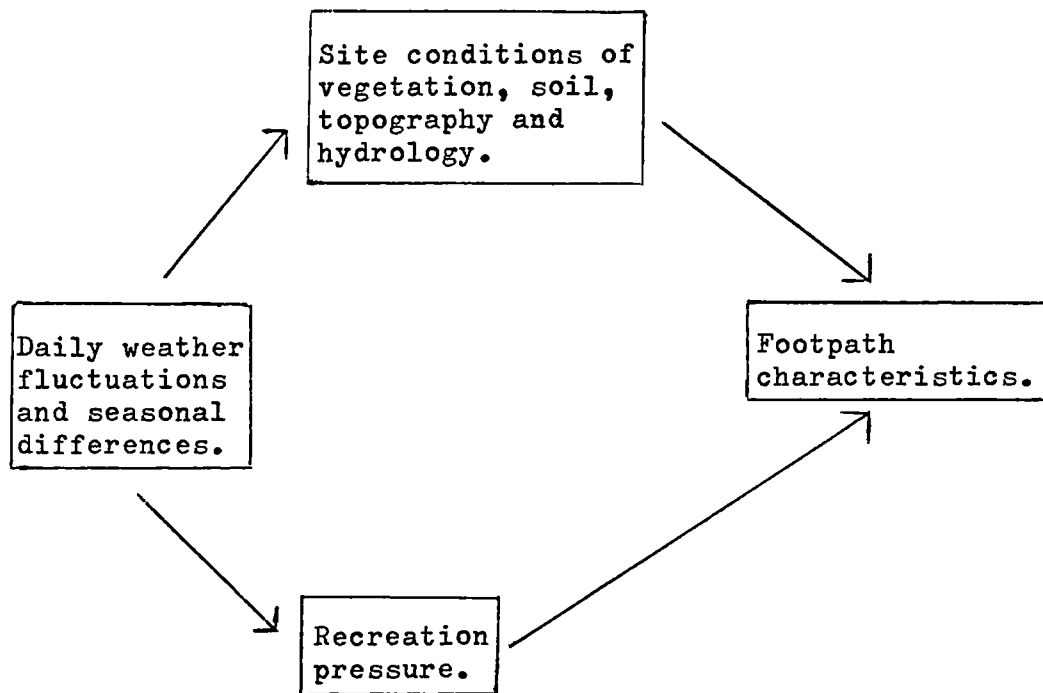 Site conditions of
vegetation, soil,
topography and
hydrology.
Daily weather
fluctuations
and seasonal
differences.
Footpath
characteristics.
Recreation
pressure.